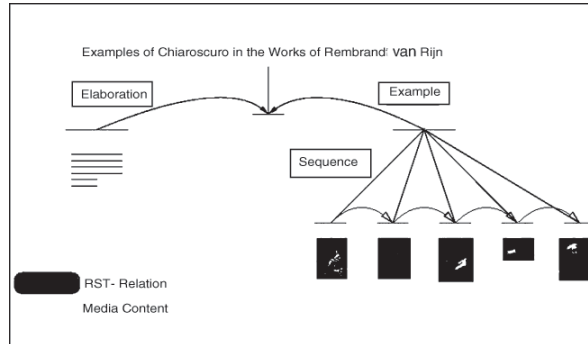 Examples of Chiaroscuro in the Works of Rembrandt van Rijn
Elaboration
Example
Sequence
RST- Relation
Media Content